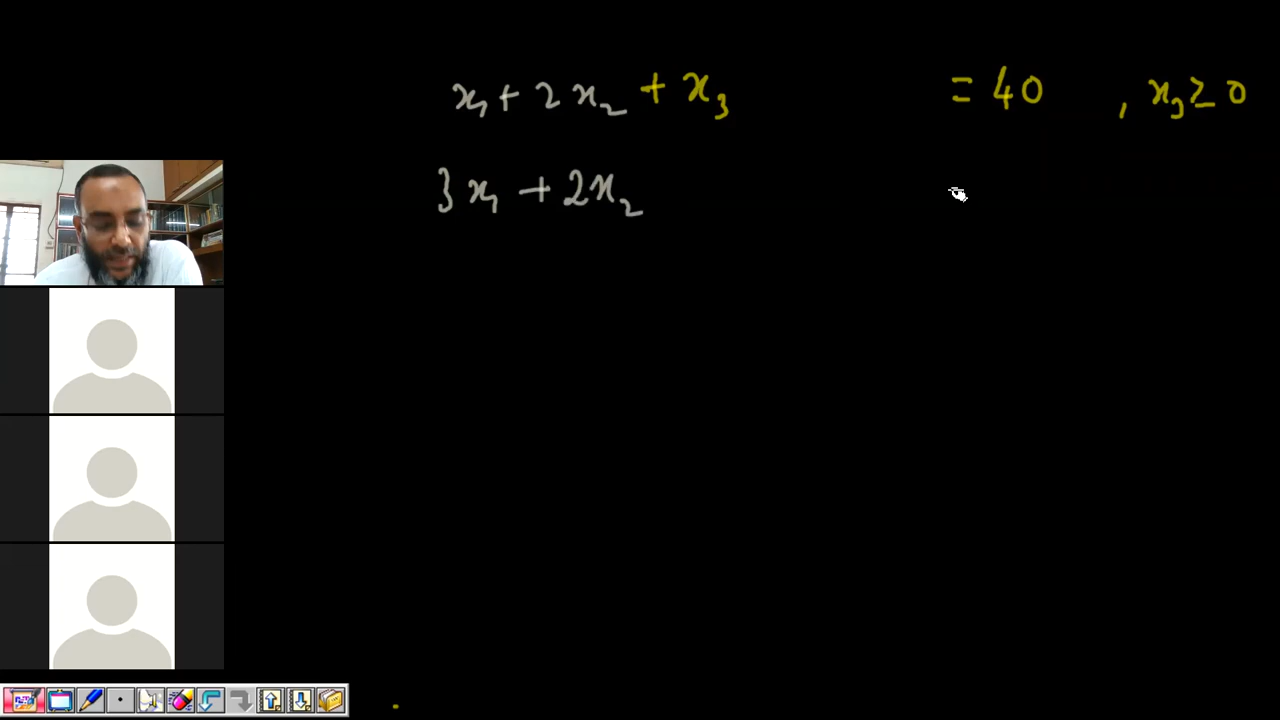 x₁ + 2x₂ + x₃ = 40 , x₃ ≥ 0
3x₁ + 2x₂